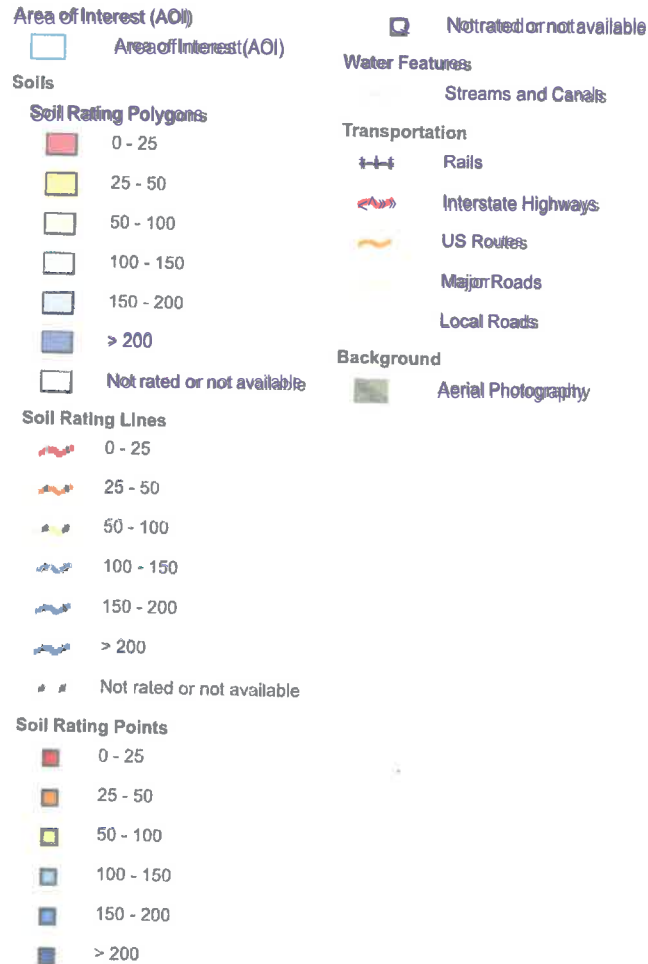 Area of Interest (AOI)
Area of Interest (AOI)
Soils
Soil Rating Polygons
0 - 25
25 - 50
50 - 100
100 - 150
150 - 200
> 200
Not rated or not available
Soil Rating Lines
0 - 25
25 - 50
50 - 100
100 - 150
150 - 200
> 200
Not rated or not available
Soil Rating Points
0 - 25
25 - 50
50 - 100
100 - 150
150 - 200
> 200
Not rated or not available
Water Features
Streams and Canals
Transportation
Rails
Interstate Highways
US Routes
Major Roads
Local Roads
Background
Aerial Photography